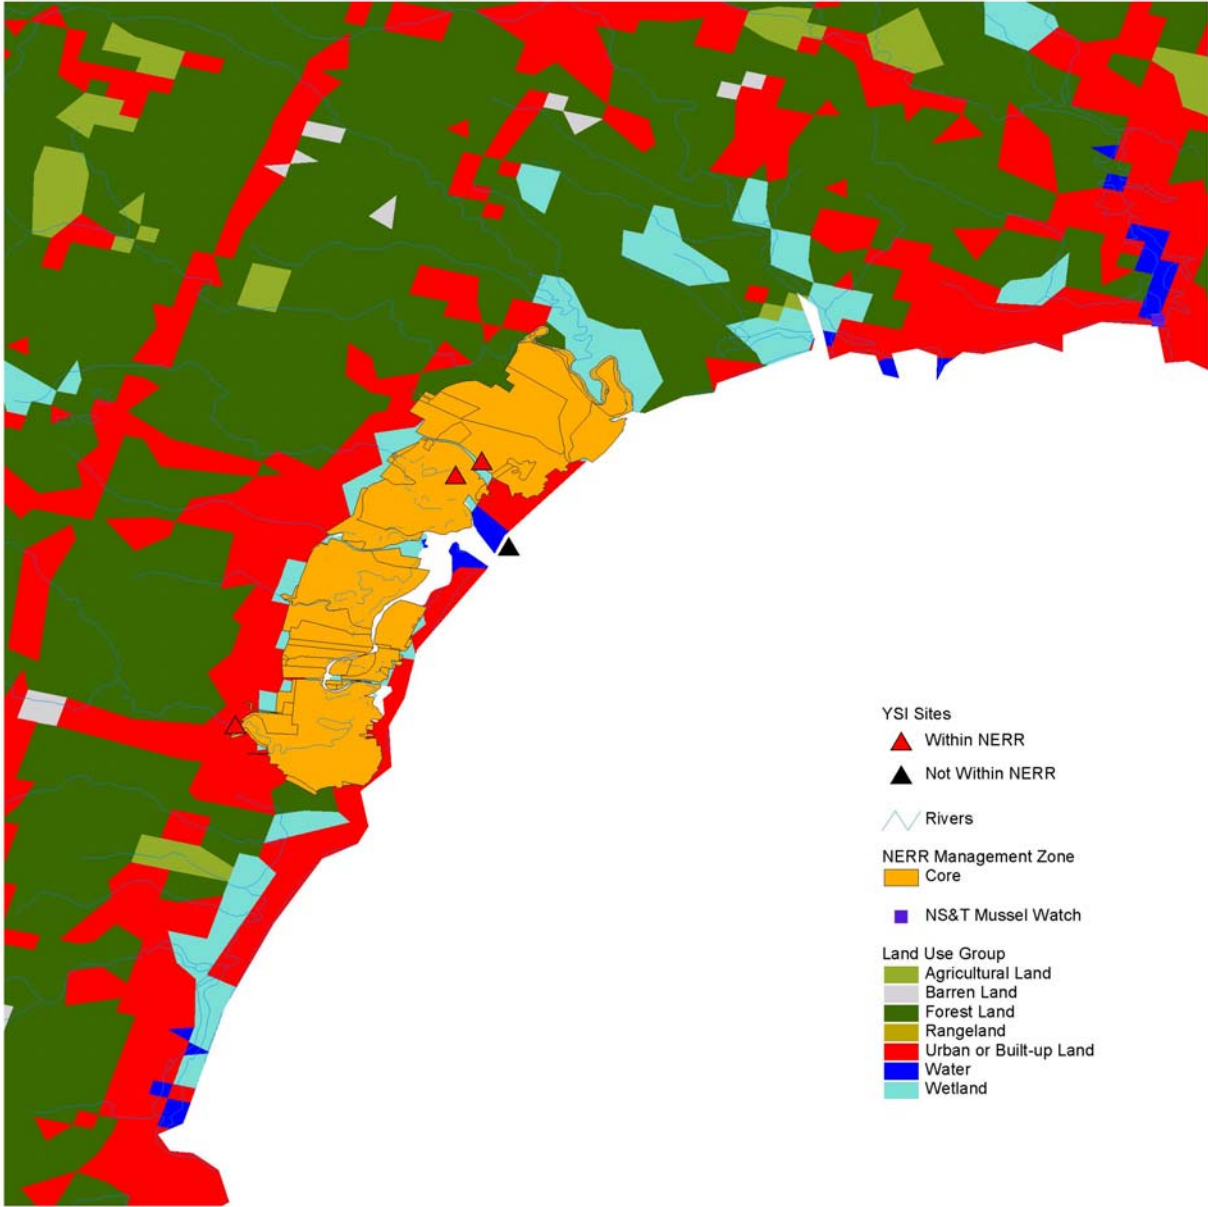 YSI Sites
Within NERR
Not Within NERR
Rivers
NERR Management Zone
Core
NS&T Mussel Watch
Land Use Group
Agricultural Land
Barren Land
Forest Land
Rangeland
Urban or Built-up Land
Water
Wetland